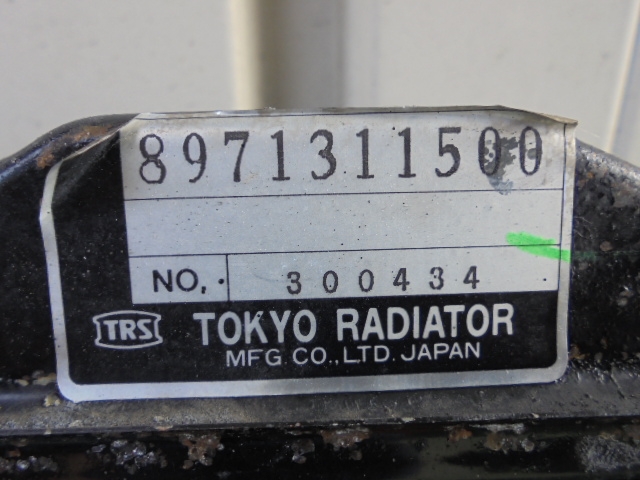 8971311500
NO,. 300434
TRS TOKYO RADIATOR
MFG CO.,LTD. JAPAN